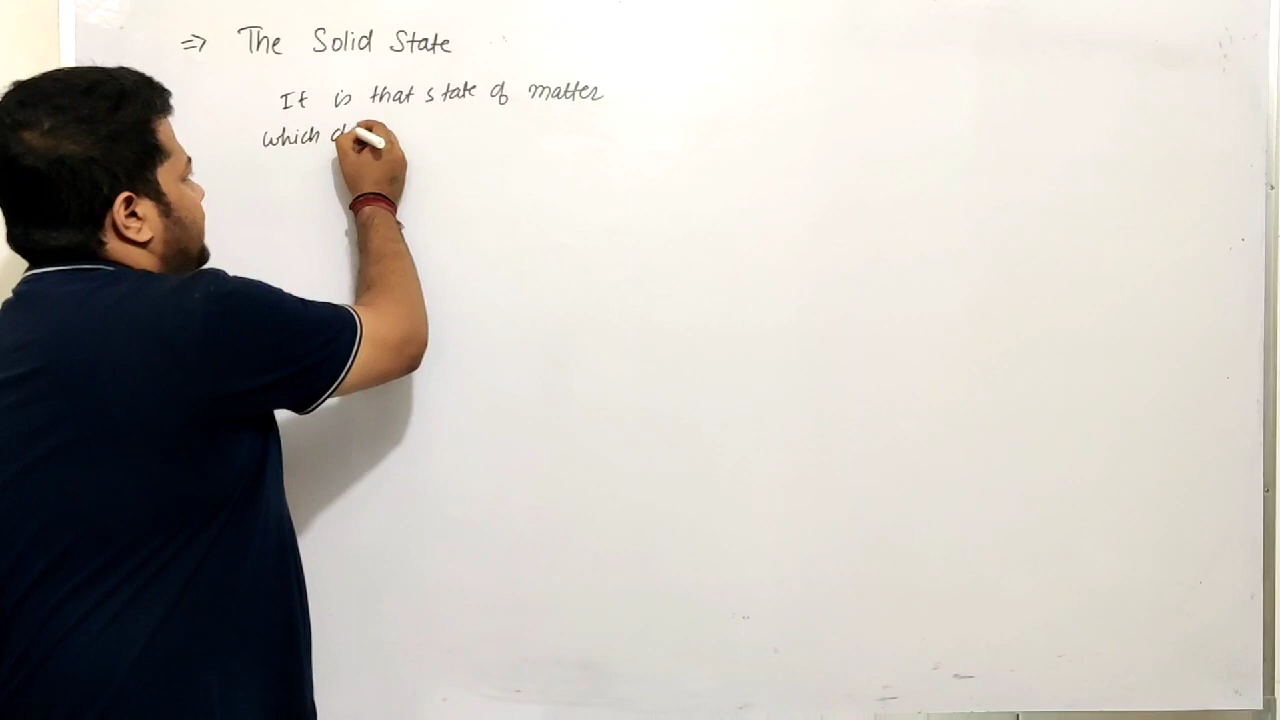 ⇒ The Solid State
It is that state of matter
which